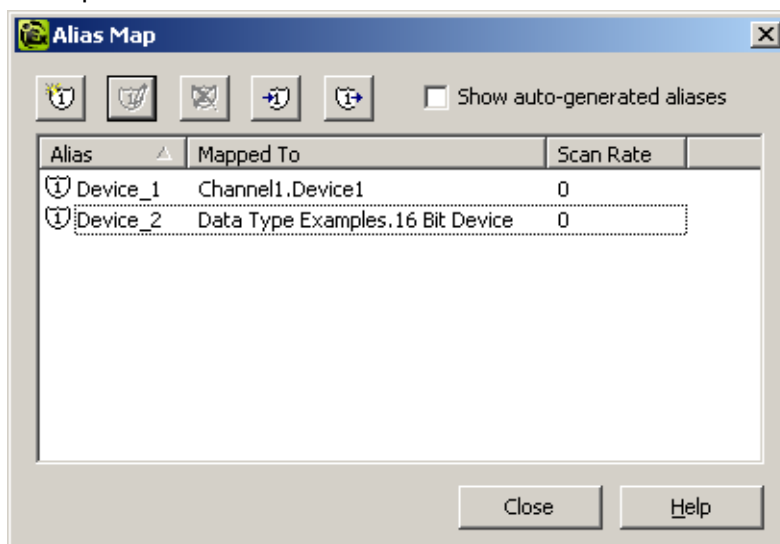 Alias Map
Show auto-generated aliases
Alias Mapped To Scan Rate
Device_1 Channel1.Device1 0
Device_2 Data Type Examples.16 Bit Device 0
Close Help